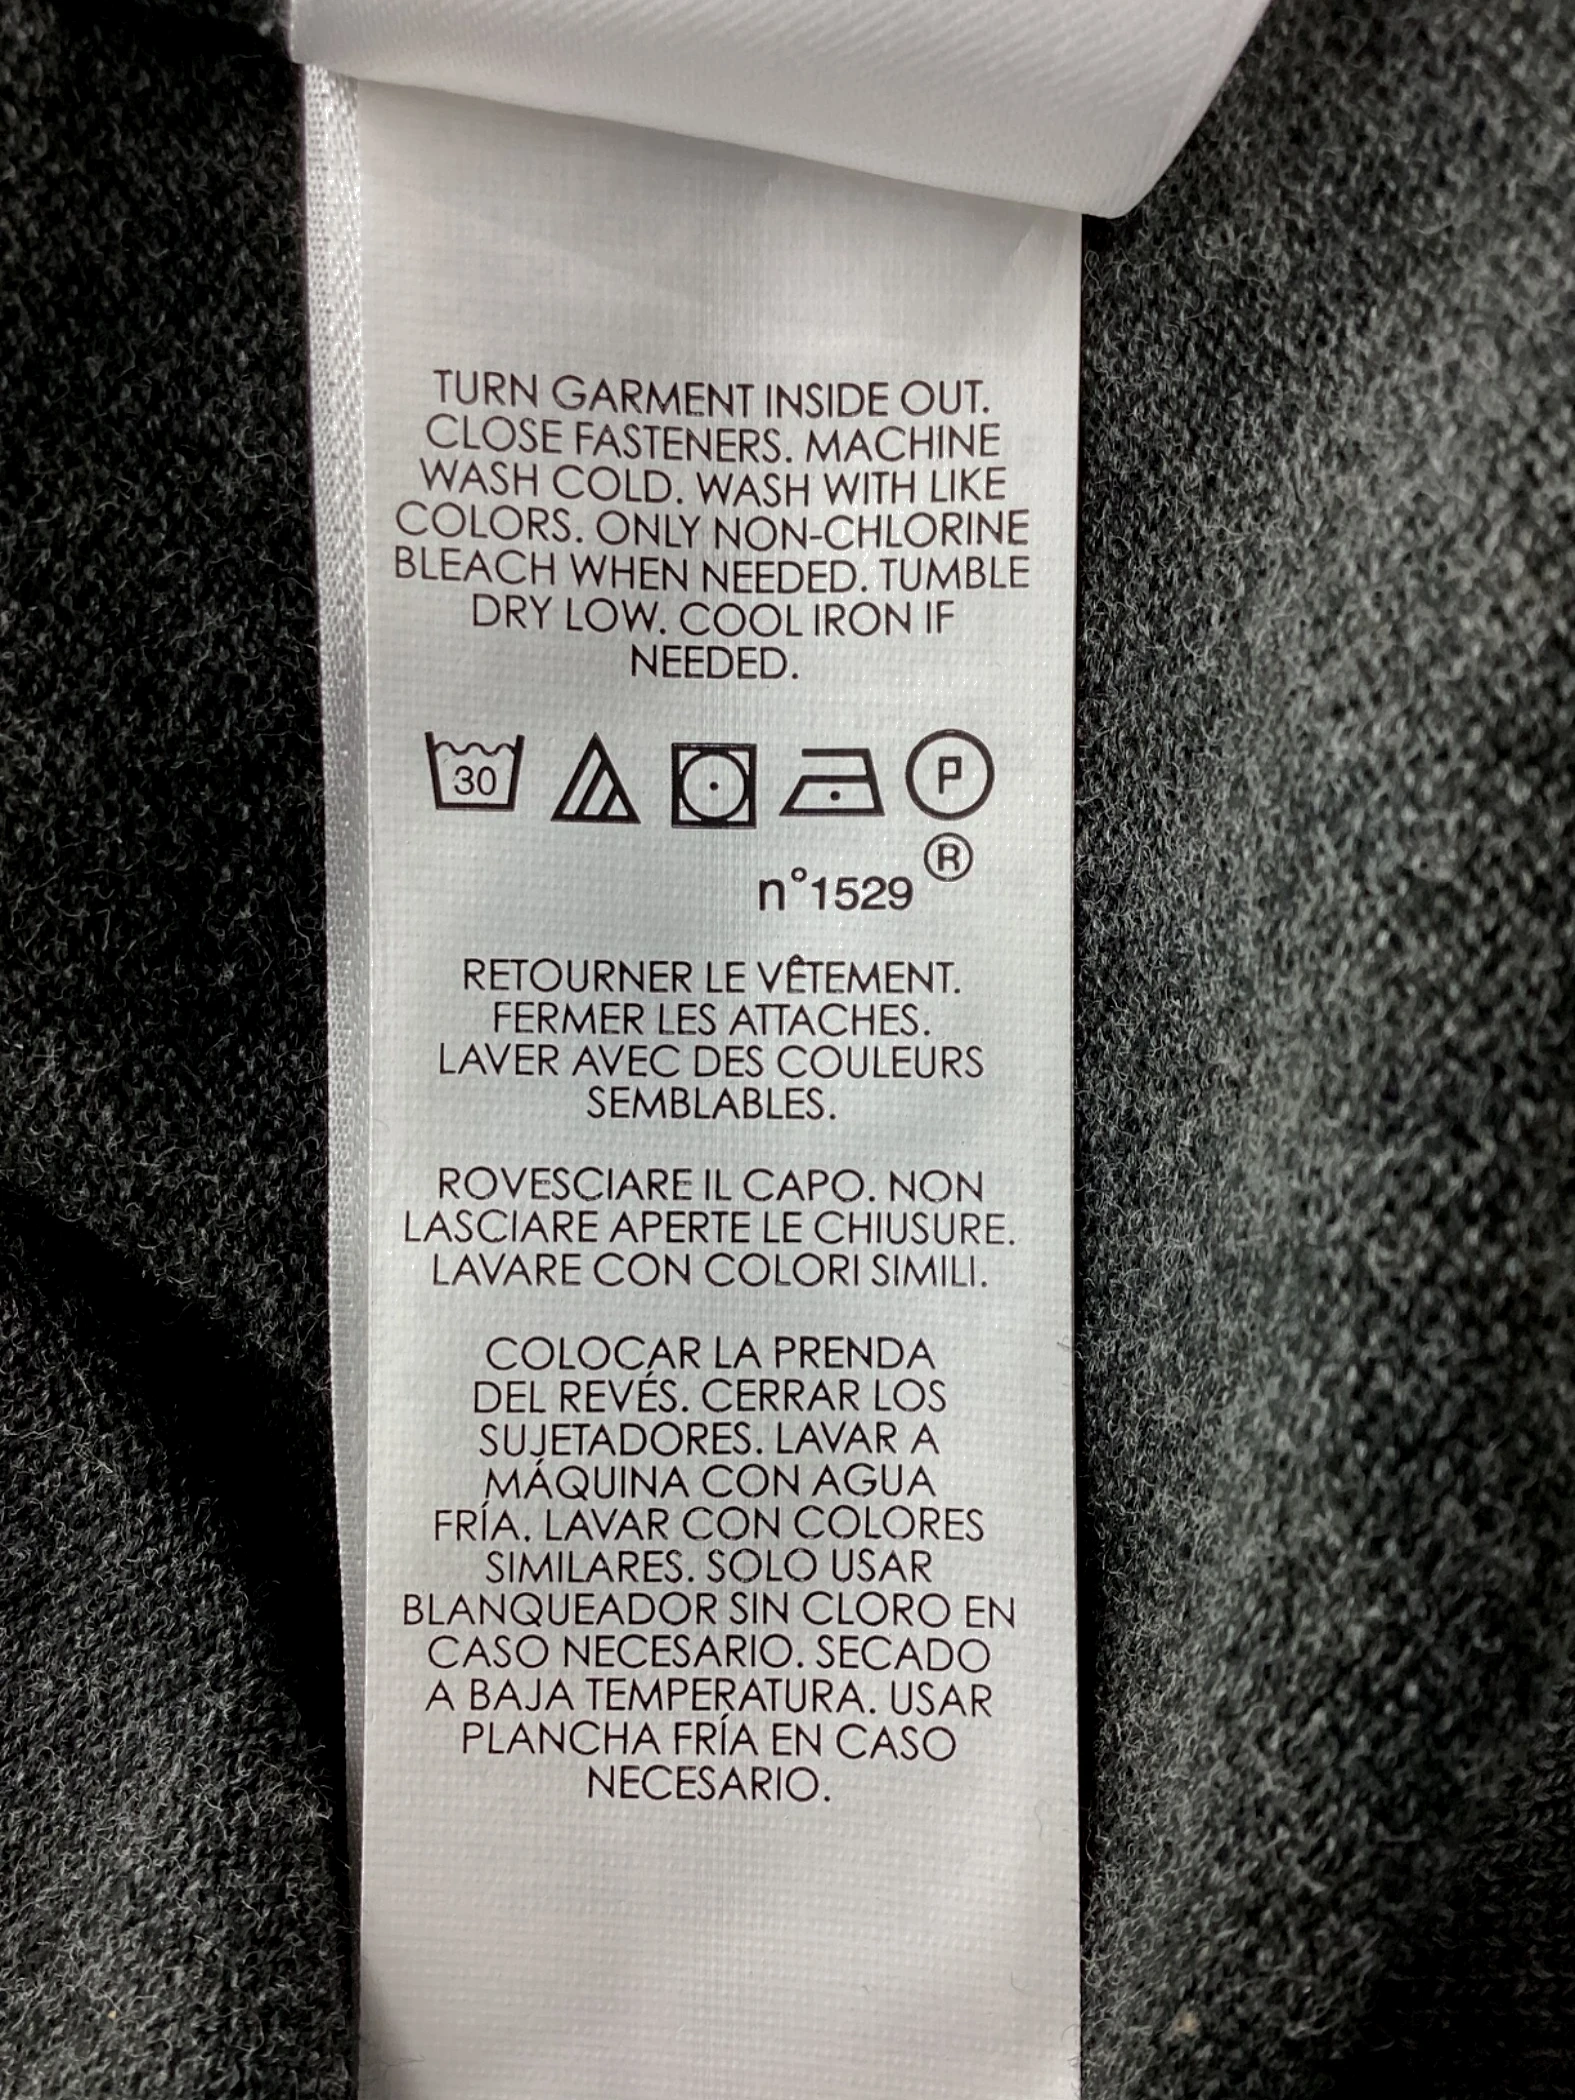 TURN GARMENT INSIDE OUT.
CLOSE FASTENERS. MACHINE
WASH COLD. WASH WITH LIKE
COLORS. ONLY NON-CHLORINE
BLEACH WHEN NEEDED. TUMBLE
DRY LOW. COOL IRON IF
NEEDED.
30 P
®
n°1529
RETOURNER LE VÊTEMENT.
FERMER LES ATTACHES.
LAVER AVEC DES COULEURS
SEMBLABLES.
ROVESCIARE IL CAPO. NON
LASCIARE APERTE LE CHIUSURE.
LAVARE CON COLORI SIMILI.
COLOCAR LA PRENDA
DEL REVÉS. CERRAR LOS
SUJETADORES. LAVAR A
MÁQUINA CON AGUA
FRÍA. LAVAR CON COLORES
SIMILARES. SOLO USAR
BLANQUEADOR SIN CLORO EN
CASO NECESARIO. SECADO
A BAJA TEMPERATURA. USAR
PLANCHA FRÍA EN CASO
NECESARIO.